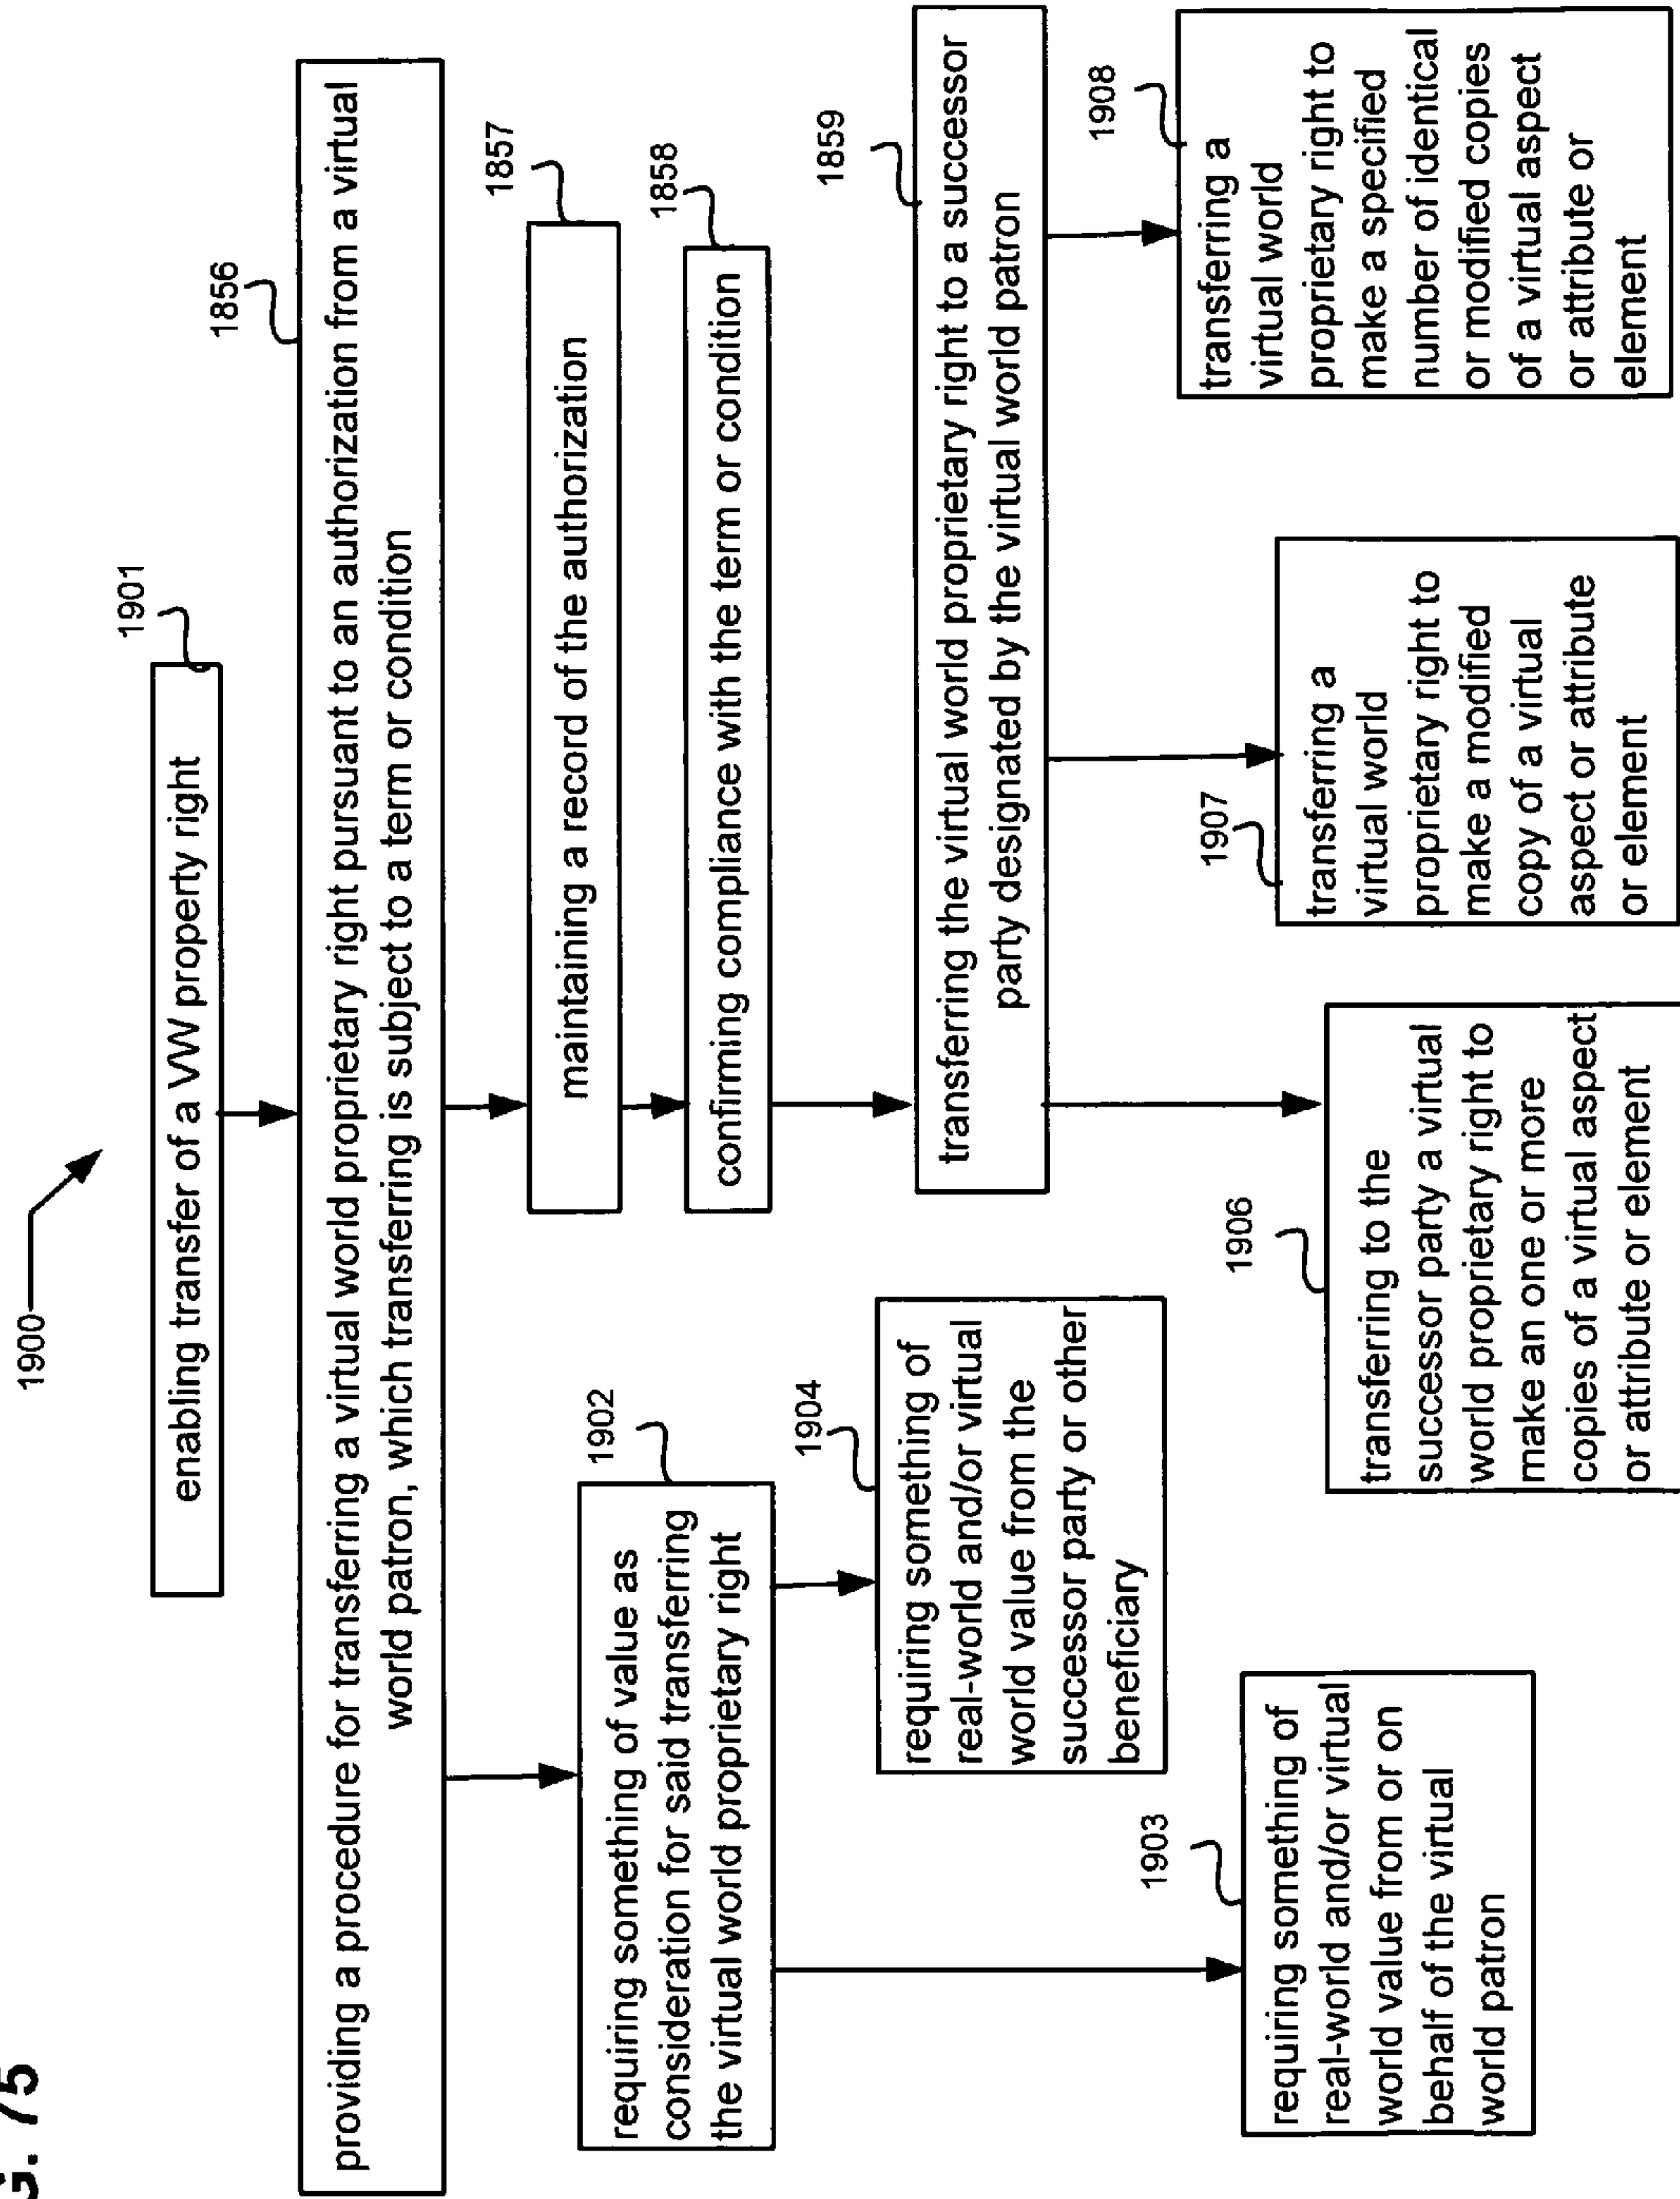 G. 75
1900
1901
enabling transfer of a VW property right
1856
providing a procedure for transferring a virtual world proprietary right pursuant to an authorization from a virtual
world patron, which transferring is subject to a term or condition
1857
maintaining a record of the authorization
1858
confirming compliance with the term or condition
1902
requiring something of value as
consideration for said transferring
the virtual world proprietary right
1904
requiring something of
real-world and/or virtual
world value from the
successor party or other
beneficiary
1903
requiring something of
real-world and/or virtual
world value from or on
behalf of the virtual
world patron
1859
transferring the virtual world proprietary right to a successor
party designated by the virtual world patron
1906
transferring to the
successor party a virtual
world proprietary right to
make an one or more
copies of a virtual aspect
or attribute or element
1907
transferring a
virtual world
proprietary right to
make a modified
copy of a virtual
aspect or attribute
or element
1908
transferring a
virtual world
proprietary right to
make a specified
number of identical
or modified copies
of a virtual aspect
or attribute or
element